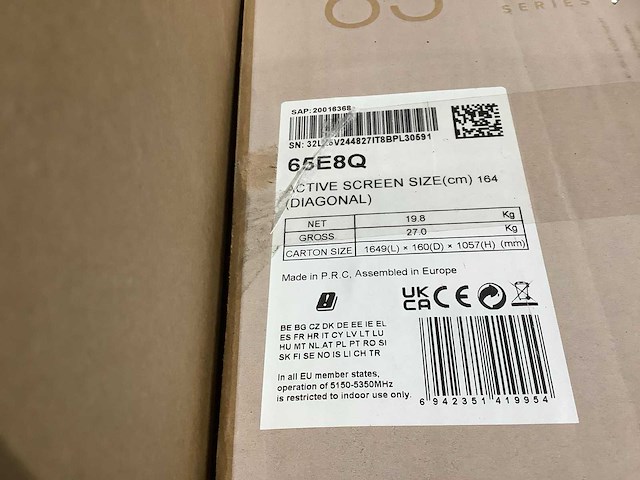 SERIES
SAP: 20016368
65E8Q
ACTIVE SCREEN SIZE(cm) 164
(DIAGONAL)
NET 19.8 Kg
GROSS 27.0 Kg
CARTON SIZE 1649(L) × 160(D) × 1057(H) (mm)
Made in P.R.C, Assembled in Europe
UK
CA CE
BE BG CZ DK DE EE IE EL
ES FR HR IT CY LV LT LU
HU MT NL AT PL PT RO SI
SK FI SE NO IS LI CH TR
In all EU member states,
operation of 5150-5350MHz
is restricted to indoor use only.
6 942351 419954